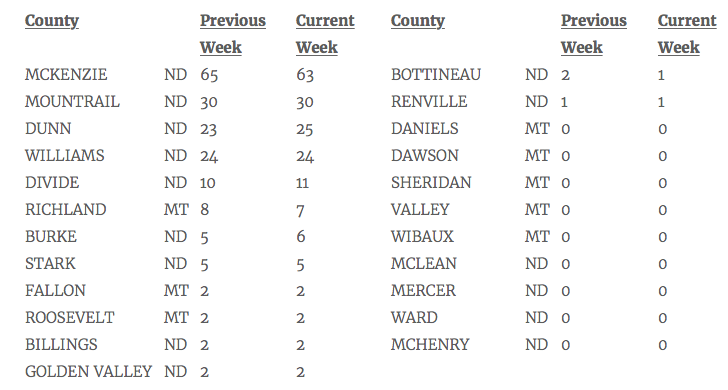 County Previous Current County Previous Current
Week Week Week Week
MCKENZIE ND 65 63 BOTTINEAU ND 2 1
MOUNTRAIL ND 30 30 RENVILLE ND 1 1
DUNN ND 23 25 DANIELS MT 0 0
WILLIAMS ND 24 24 DAWSON MT 0 0
DIVIDE ND 10 11 SHERIDAN MT 0 0
RICHLAND MT 8 7 VALLEY MT 0 0
BURKE ND 5 6 WIBAUX MT 0 0
STARK ND 5 5 MCLEAN ND 0 0
FALLON MT 2 2 MERCER ND 0 0
ROOSEVELT MT 2 2 WARD ND 0 0
BILLINGS ND 2 2 MCHENRY ND 0 0
GOLDEN VALLEY ND 2 2